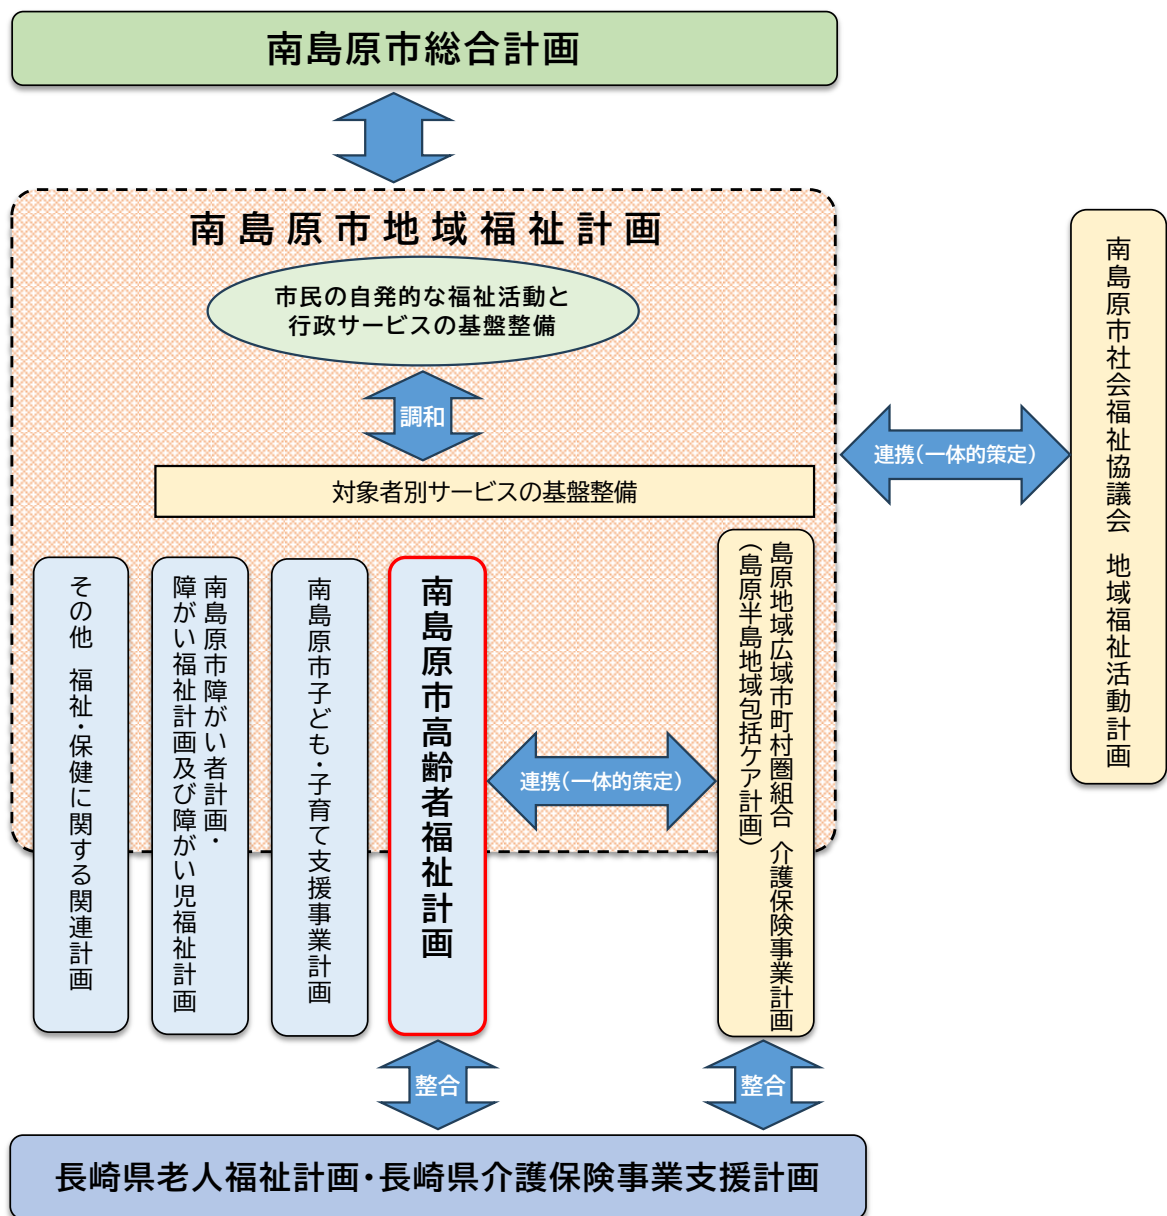 南島原市総合計画
南島原市地域福祉計画
市民の自発的な福祉活動と
行政サービスの基盤整備
調和
対象者別サービスの基盤整備
連携(一体的策定)
南島原市社会福祉協議会 地域福祉活動計画
その他 福祉・保健に関する関連計画
南島原市障がい者計画・
障がい福祉計画及び障がい児福祉計画
南島原市子ども・子育て支援事業計画
南島原市高齢者福祉計画
連携(一体的策定)
島原地域広域市町村圏組合 介護保険事業計画
(島原半島地域包括ケア計画)
整合
整合
長崎県老人福祉計画・長崎県介護保険事業支援計画